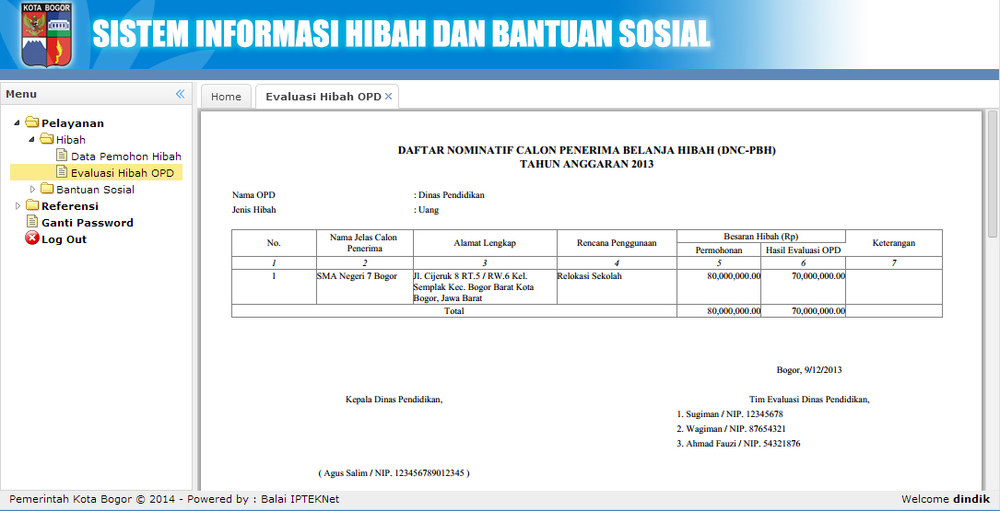 KOTA BOGOR
SISTEM INFORMASI HIBAH DAN BANTUAN SOSIAL
Menu
Home
Evaluasi Hibah OPD
Pelayanan
Hibah
Data Pemohon Hibah
Evaluasi Hibah OPD
Bantuan Sosial
Referensi
Ganti Password
Log Out
DAFTAR NOMINATIF CALON PENERIMA BELANJA HIBAH (DNC-PBH)
TAHUN ANGGARAN 2013
Nama OPD : Dinas Pendidikan
Jenis Hibah : Uang
No. Nama Jelas Calon Penerima Alamat Lengkap Rencana Penggunaan Besaran Hibah (Rp) Keterangan
Permohonan Hasil Evaluasi OPD
1 2 3 4 5 6 7
1 SMA Negeri 7 Bogor Jl. Cijeruk 8 RT.5 / RW.6 Kel. Relokasi Sekolah 80,000,000.00 70,000,000.00
Semplak Kec. Bogor Barat Kota
Bogor, Jawa Barat
Total 80,000,000.00 70,000,000.00
Bogor, 9/12/2013
Kepala Dinas Pendidikan, Tim Evaluasi Dinas Pendidikan,
1. Sugiman / NIP. 12345678
2. Wagiman / NIP. 87654321
3. Ahmad Fauzi / NIP. 54321876
( Agus Salim / NIP. 123456789012345 )
Pemerintah Kota Bogor © 2014 - Powered by : Balai IPTEKNet Welcome dindik